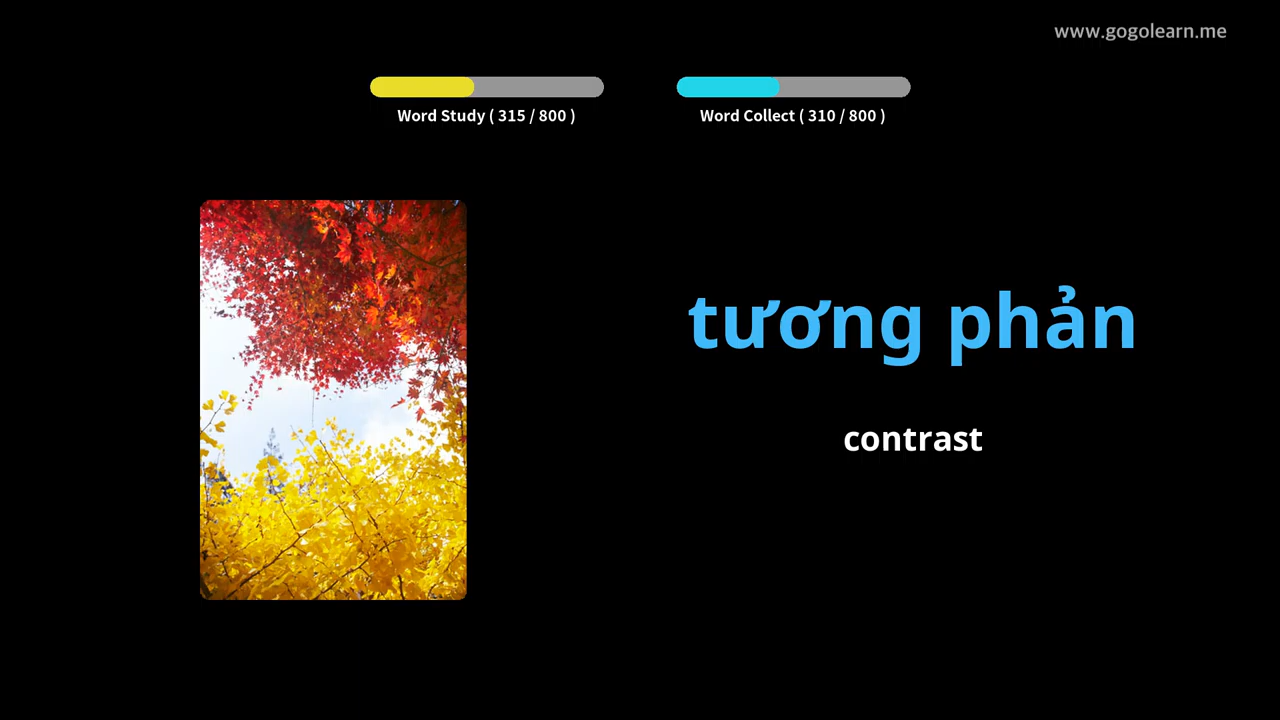 www.gogolearn.me
Word Study ( 315 / 800 )
Word Collect ( 310 / 800 )
tương phản
contrast